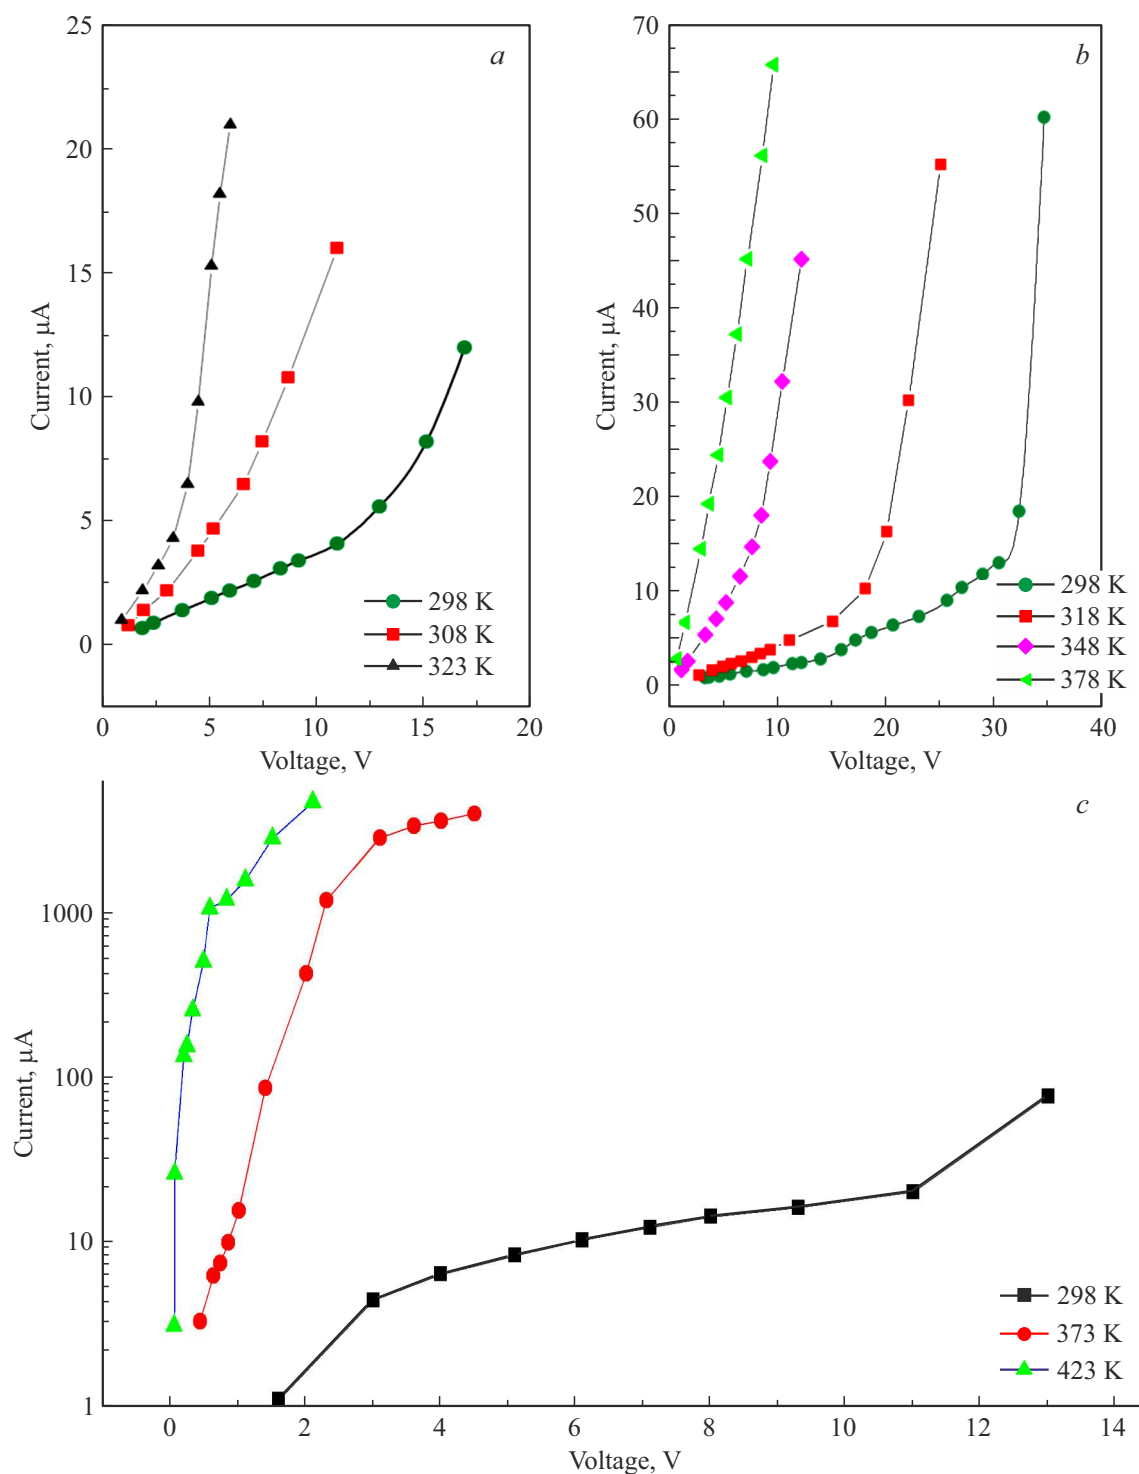 a
25
20
15
10
5
0
Current, μA
298 K
308 K
323 K
0 5 10 15 20
Voltage, V
b
70
60
50
40
30
20
10
0
Current, μA
298 K
318 K
348 K
378 K
0 10 20 30 40
Voltage, V
c
1000
100
10
1
Current, μA
298 K
373 K
423 K
0 2 4 6 8 10 12 14
Voltage, V